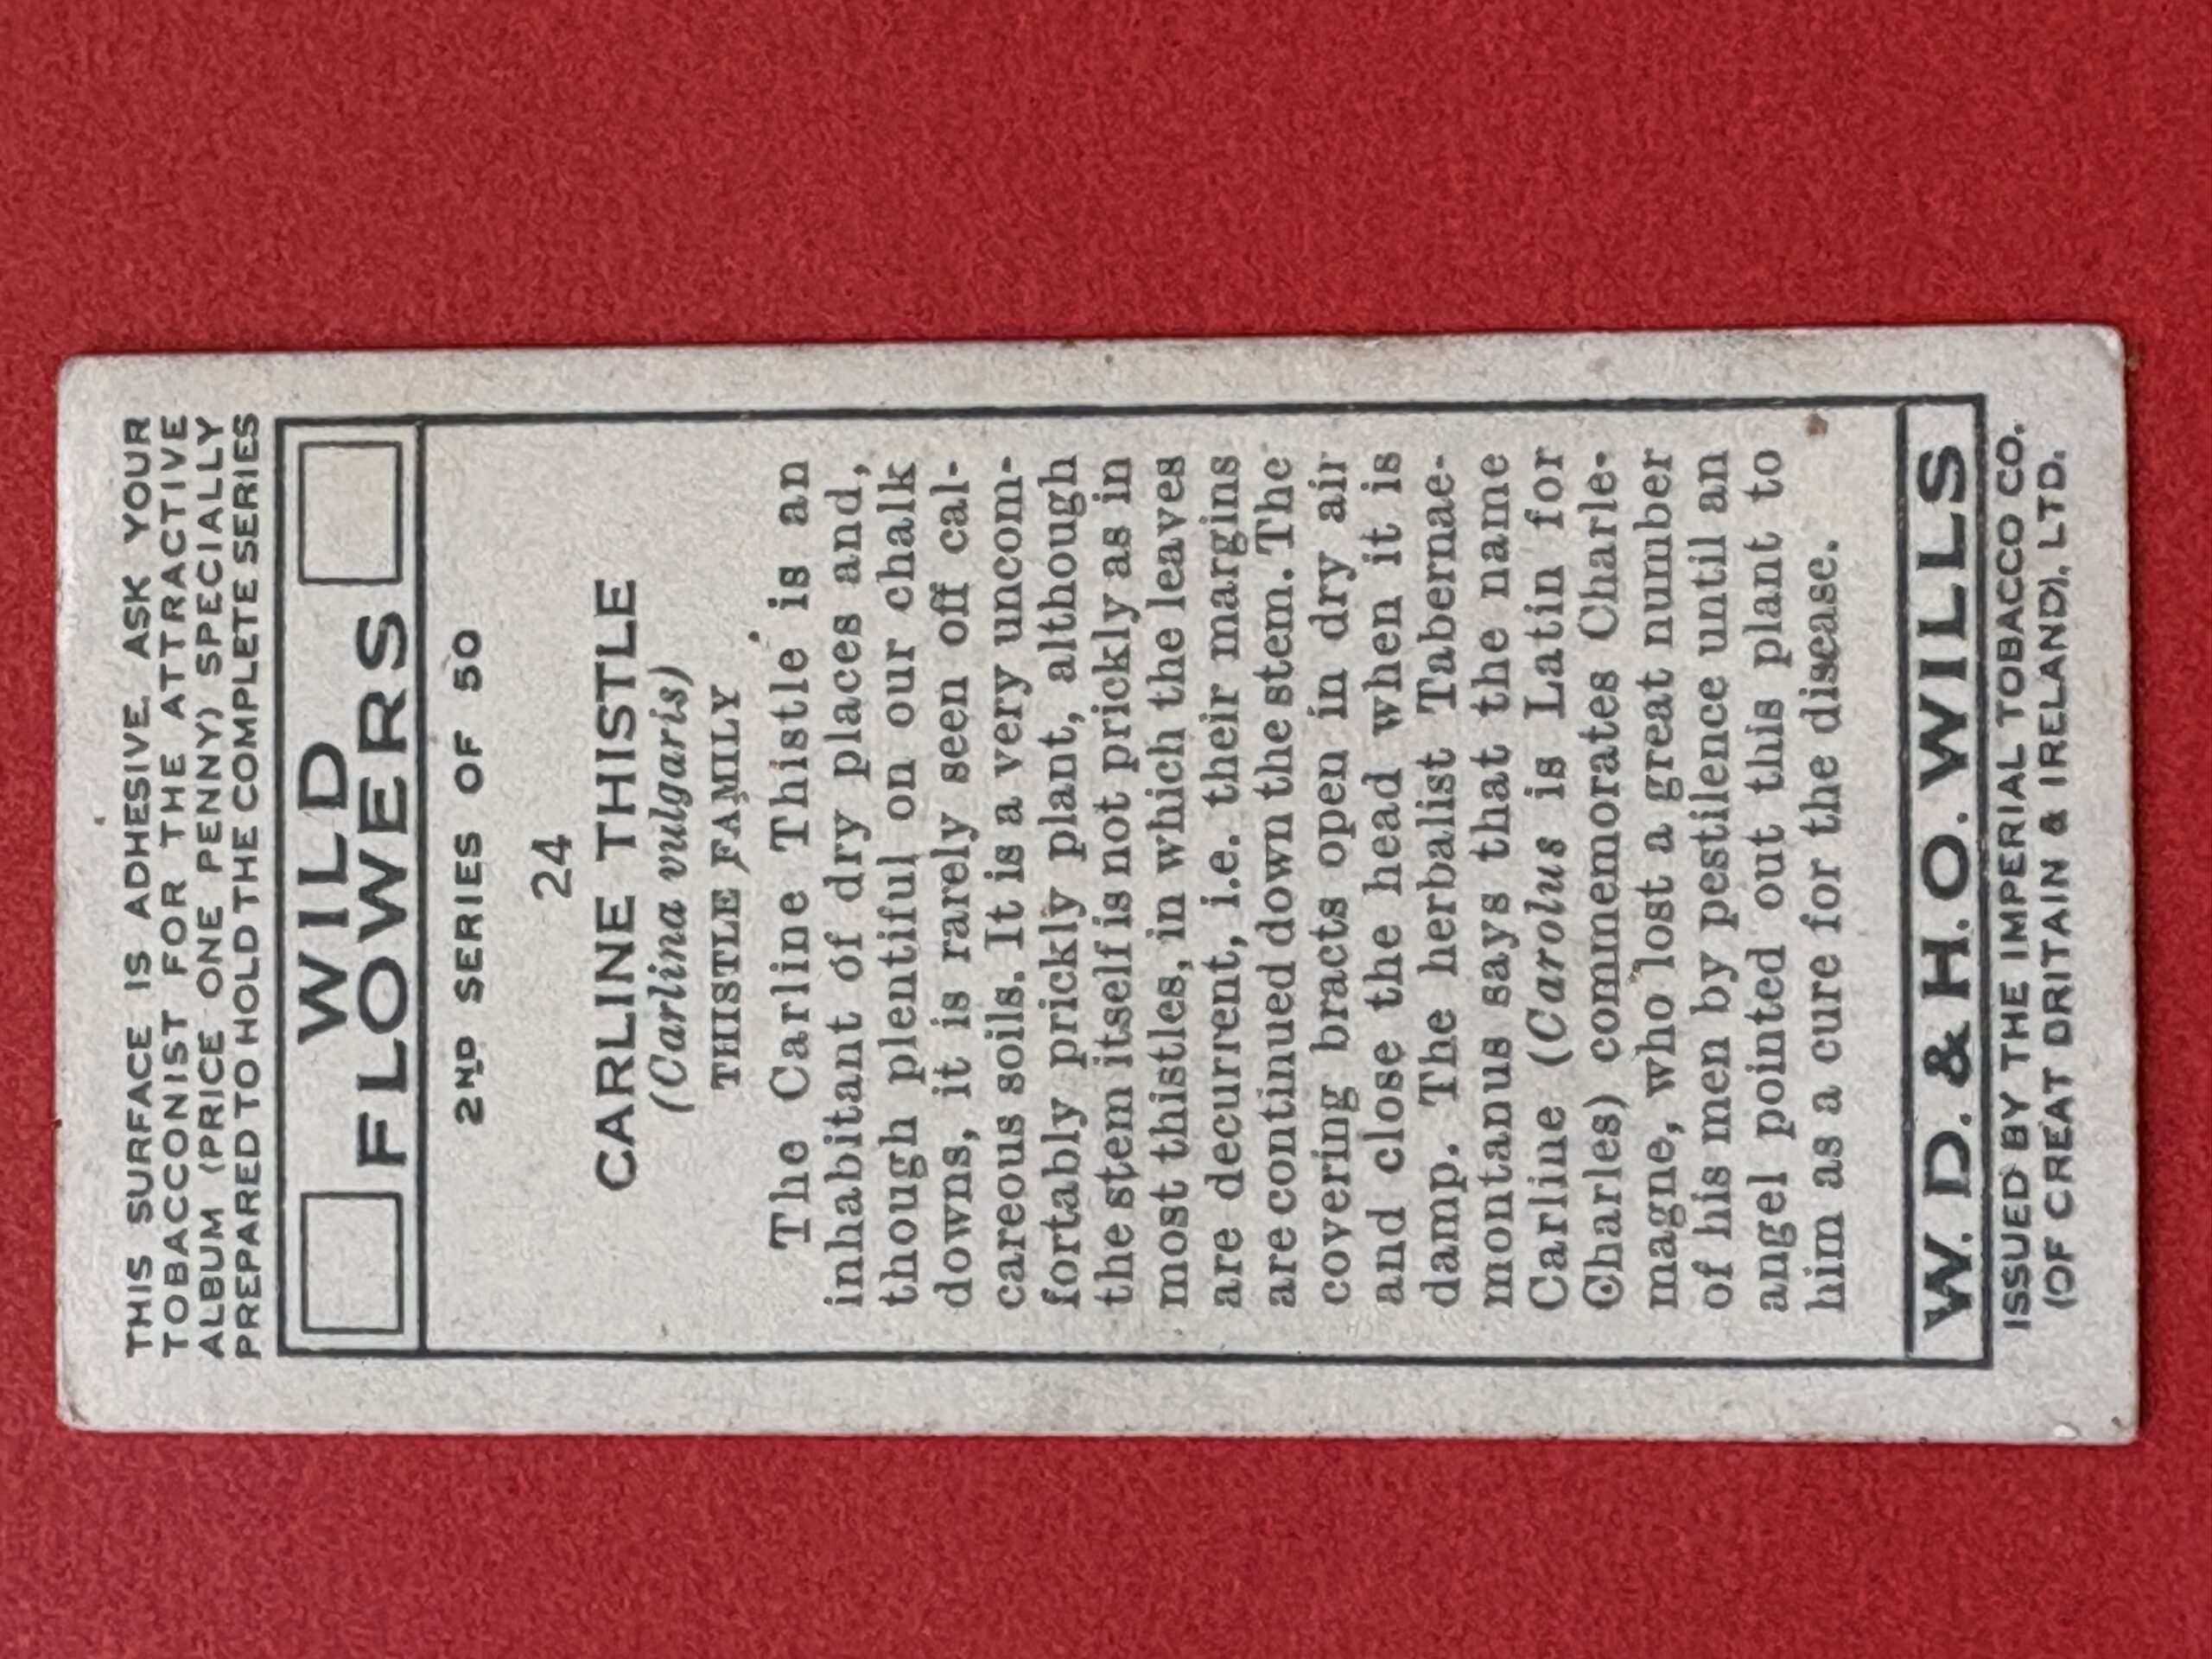 THIS SURFACE IS ADHESIVE. ASK YOUR
TOBACCONIST FOR THE ATTRACTIVE
ALBUM (PRICE ONE PENNY) SPECIALLY
PREPARED TO HOLD THE COMPLETE SERIES
WILD
FLOWERS
2ND SERIES OF 50
24
CARLINE THISTLE
(Carlina vulgaris)
THISTLE FAMILY
The Carline Thistle is an
inhabitant of dry places and,
though plentiful on our chalk
downs, it is rarely seen off cal-
careous soils. It is a very uncom-
fortably prickly plant, although
the stem itself is not prickly as in
most thistles, in which the leaves
are decurrent, i.e. their margins
are continued down the stem. The
covering bracts open in dry air
and close the head when it is
damp. The herbalist Tabernae-
montanus says that the name
Carline (Carolus is Latin for
Charles) commemorates Charle-
magne, who lost a great number
of his men by pestilence until an
angel pointed out this plant to
him as a cure for the disease.
W. D. & H. O. WILLS
ISSUED BY THE IMPERIAL TOBACCO CO.
(OF GREAT BRITAIN & IRELAND), LTD.